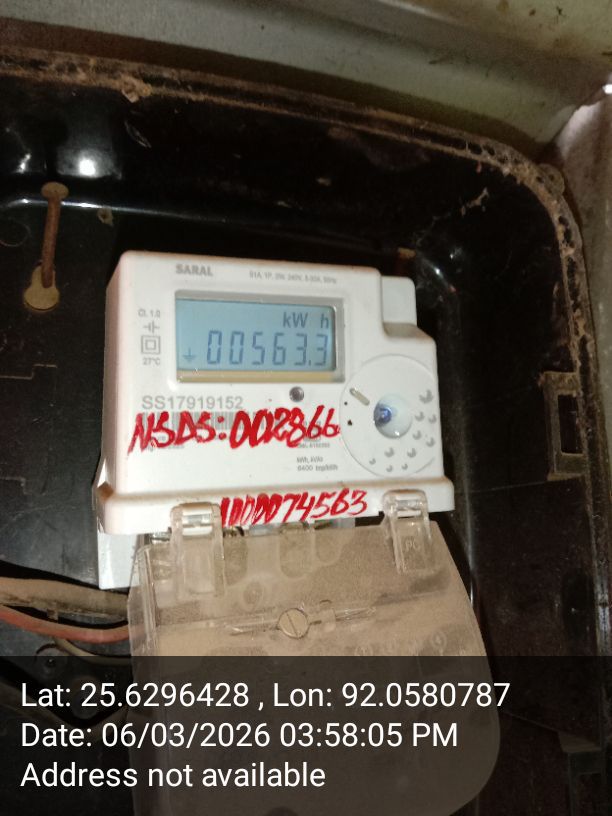 SARAL
CL 1.0
kW h
00563.3
27°C
SS17919152
NSDS:002866
1000074563
Lat: 25.6296428 , Lon: 92.0580787
Date: 06/03/2026 03:58:05 PM
Address not available